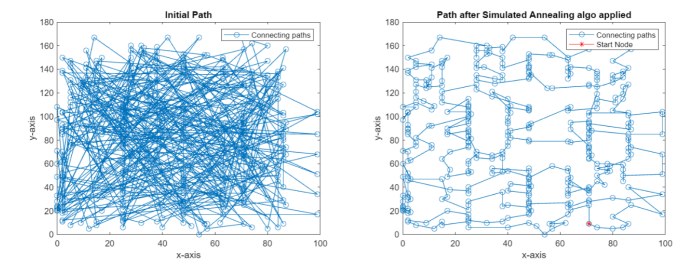 Initial Path
Connecting paths
180
160
140
120
100
80
60
40
20
0
y-axis
0 20 40 60 80 100
x-axis
Path after Simulated Annealing algo applied
Connecting paths
Start Node
180
160
140
120
100
80
60
40
20
0
y-axis
0 20 40 60 80 100
x-axis